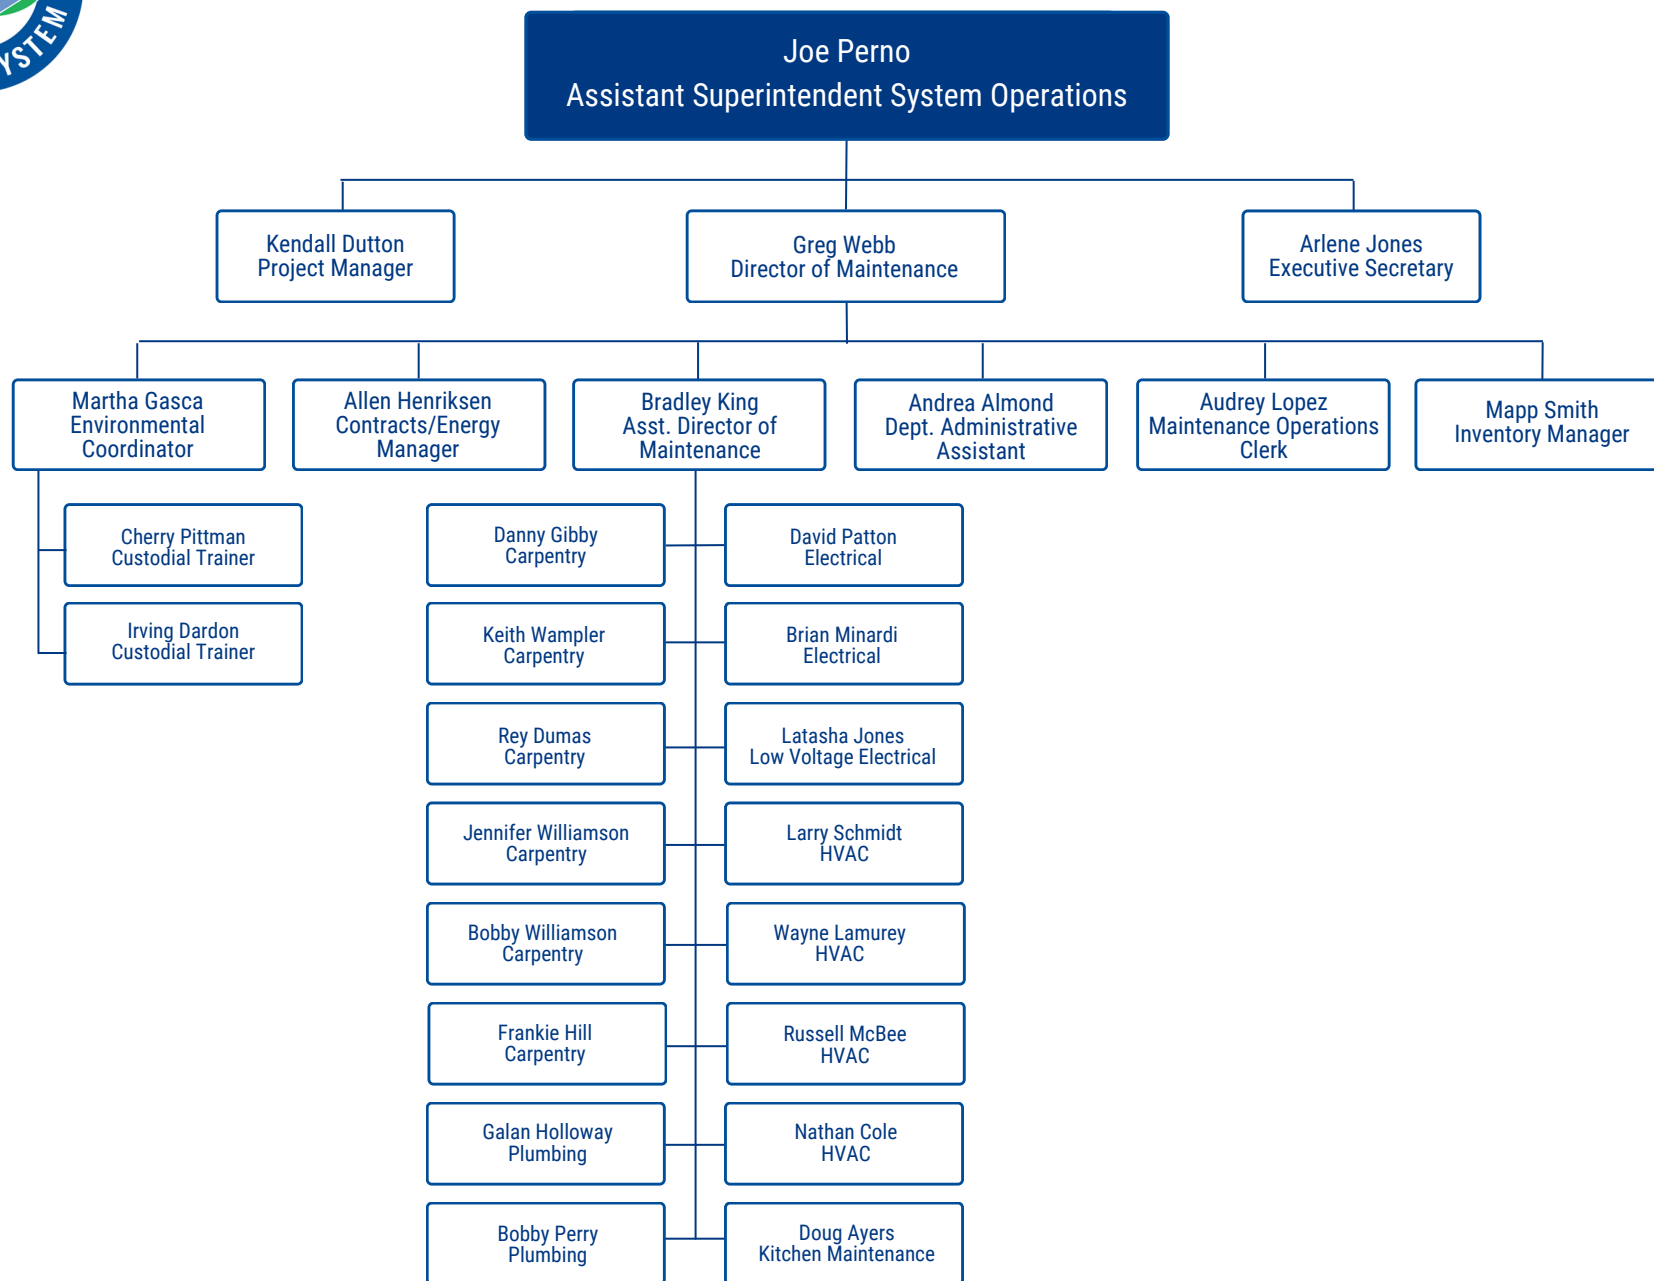 YSTEM
Joe Perno
Assistant Superintendent System Operations
Kendall Dutton
Project Manager
Greg Webb
Director of Maintenance
Arlene Jones
Executive Secretary
Martha Gasca
Environmental
Coordinator
Allen Henriksen
Contracts/Energy
Manager
Bradley King
Asst. Director of
Maintenance
Andrea Almond
Dept. Administrative
Assistant
Audrey Lopez
Maintenance Operations
Clerk
Mapp Smith
Inventory Manager
Cherry Pittman
Custodial Trainer
Irving Dardon
Custodial Trainer
Danny Gibby
Carpentry
David Patton
Electrical
Keith Wampler
Carpentry
Brian Minardi
Electrical
Rey Dumas
Carpentry
Latasha Jones
Low Voltage Electrical
Jennifer Williamson
Carpentry
Larry Schmidt
HVAC
Bobby Williamson
Carpentry
Wayne Lamurey
HVAC
Frankie Hill
Carpentry
Russell McBee
HVAC
Galan Holloway
Plumbing
Nathan Cole
HVAC
Bobby Perry
Plumbing
Doug Ayers
Kitchen Maintenance